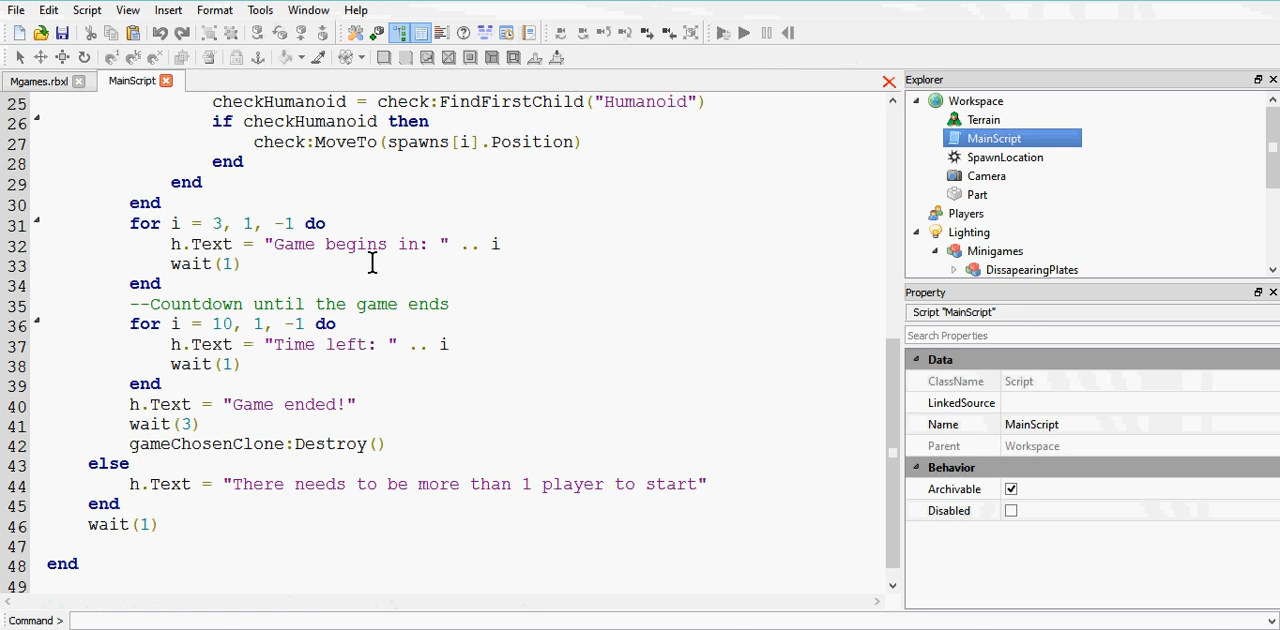 File Edit Script View Insert Format Tools Window Help
Mgames.rbxl MainScript
25 checkHumanoid = check:FindFirstChild("Humanoid")
26 if checkHumanoid then
27 check:MoveTo(spawns[i].Position)
28 end
29 end
30 end
31 for i = 3, 1, -1 do
32 h.Text = "Game begins in: " .. i
33 wait(1)
34 end
35 --Countdown until the game ends
36 for i = 10, 1, -1 do
37 h.Text = "Time left: " .. i
38 wait(1)
39 end
40 h.Text = "Game ended!"
41 wait(3)
42 gameChosenClone:Destroy()
43 else
44 h.Text = "There needs to be more than 1 player to start"
45 end
46 wait(1)
47
48 end
49
Command >
Explorer
Workspace
Terrain
MainScript
SpawnLocation
Camera
Part
Players
Lighting
Minigames
DissapearingPlates
Property
Script "MainScript"
Search Properties
Data
ClassName Script
LinkedSource
Name MainScript
Parent Workspace
Behavior
Archivable
Disabled